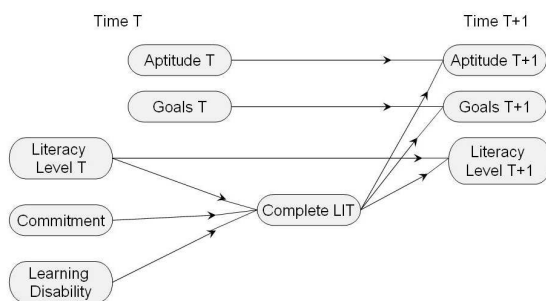 Time T
Time T+1
Aptitude T
Aptitude T+1
Goals T
Goals T+1
Literacy
Level T
Literacy
Level T+1
Commitment
Complete LIT
Learning
Disability